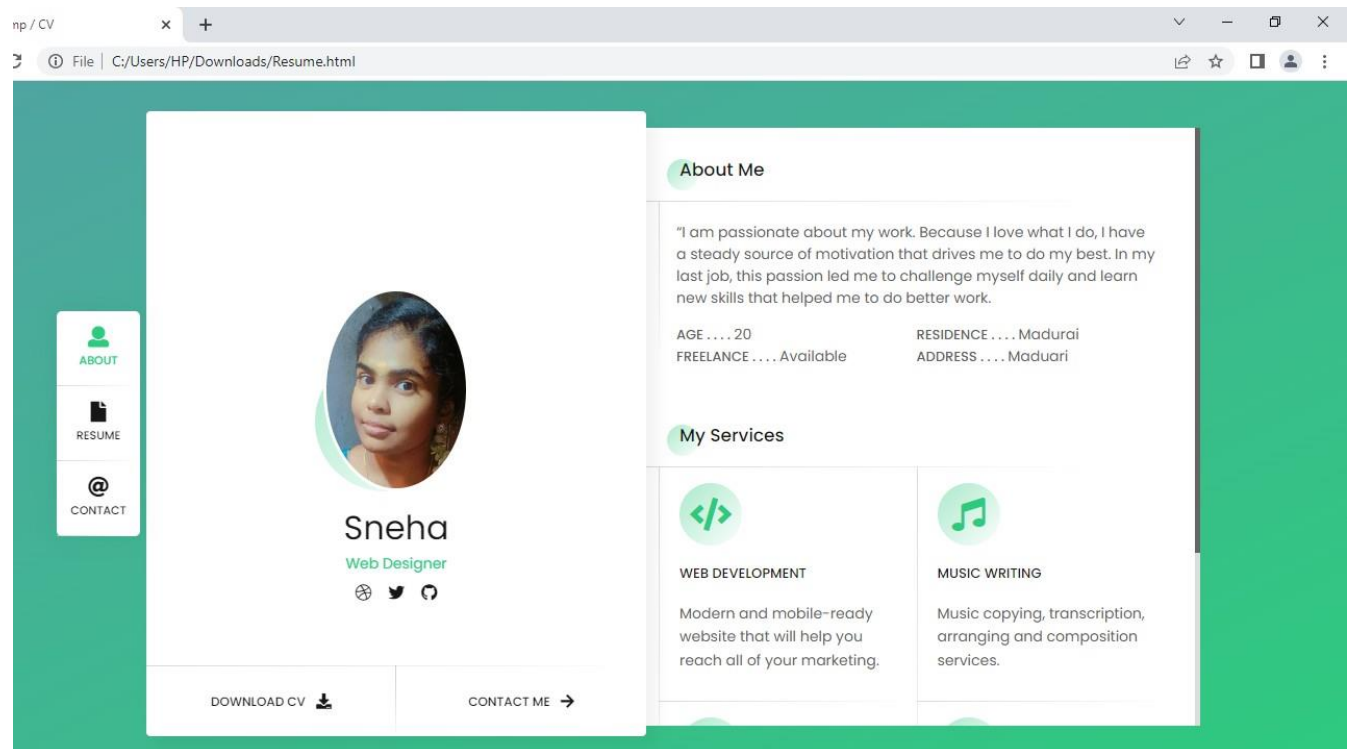 mp / CV
File | C:/Users/HP/Downloads/Resume.html
ABOUT
RESUME
@
CONTACT
Sneha
Web Designer
DOWNLOAD CV
CONTACT ME
About Me
“I am passionate about my work. Because I love what I do, I have
a steady source of motivation that drives me to do my best. In my
last job, this passion led me to challenge myself daily and learn
new skills that helped me to do better work.
AGE . . . . 20
RESIDENCE . . . . Madurai
FREELANCE . . . . Available
ADDRESS . . . . Maduari
My Services
</>
WEB DEVELOPMENT
Modern and mobile-ready
website that will help you
reach all of your marketing.
MUSIC WRITING
Music copying, transcription,
arranging and composition
services.